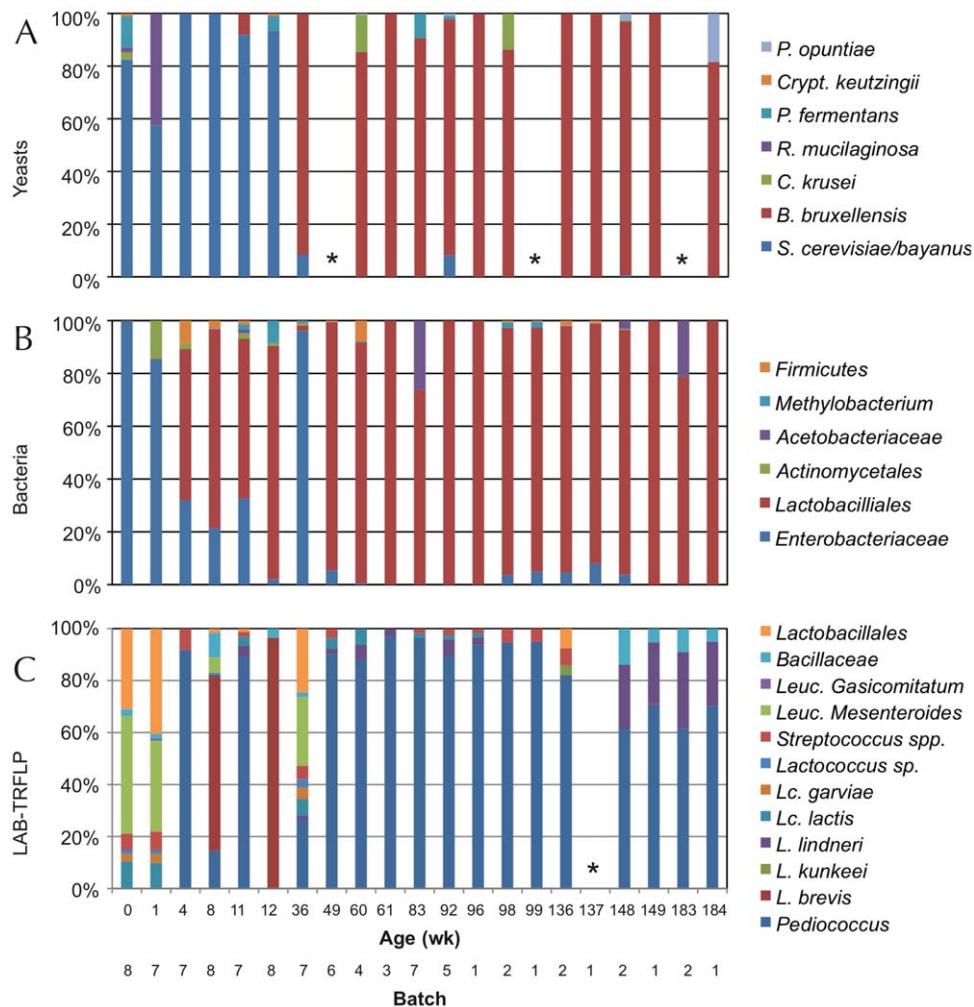 A
Yeasts
100%
80%
60%
40%
20%
0%
* * *
P. opuntiae
Crypt. keutzingii
P. fermentans
R. mucilaginosa
C. krusei
B. bruxellensis
S. cerevisiae/bayanus
B
Bacteria
100%
80%
60%
40%
20%
0%
Firmicutes
Methylobacterium
Acetobacteriaceae
Actinomycetales
Lactobacilliales
Enterobacteriaceae
C
LAB-TRFLP
100%
80%
60%
40%
20%
0%
*
Lactobacillales
Bacillaceae
Leuc. Gasicomitatum
Leuc. Mesenteroides
Streptococcus spp.
Lactococcus sp.
Lc. garviae
Lc. lactis
L. lindneri
L. kunkeei
L. brevis
Pediococcus
0 1 4 8 11 12 36 49 60 61 83 92 96 98 99 136 137 148 149 183 184
Age (wk)
8 7 7 8 7 8 7 6 4 3 7 5 1 2 1 2 1 2 1 2 1
Batch